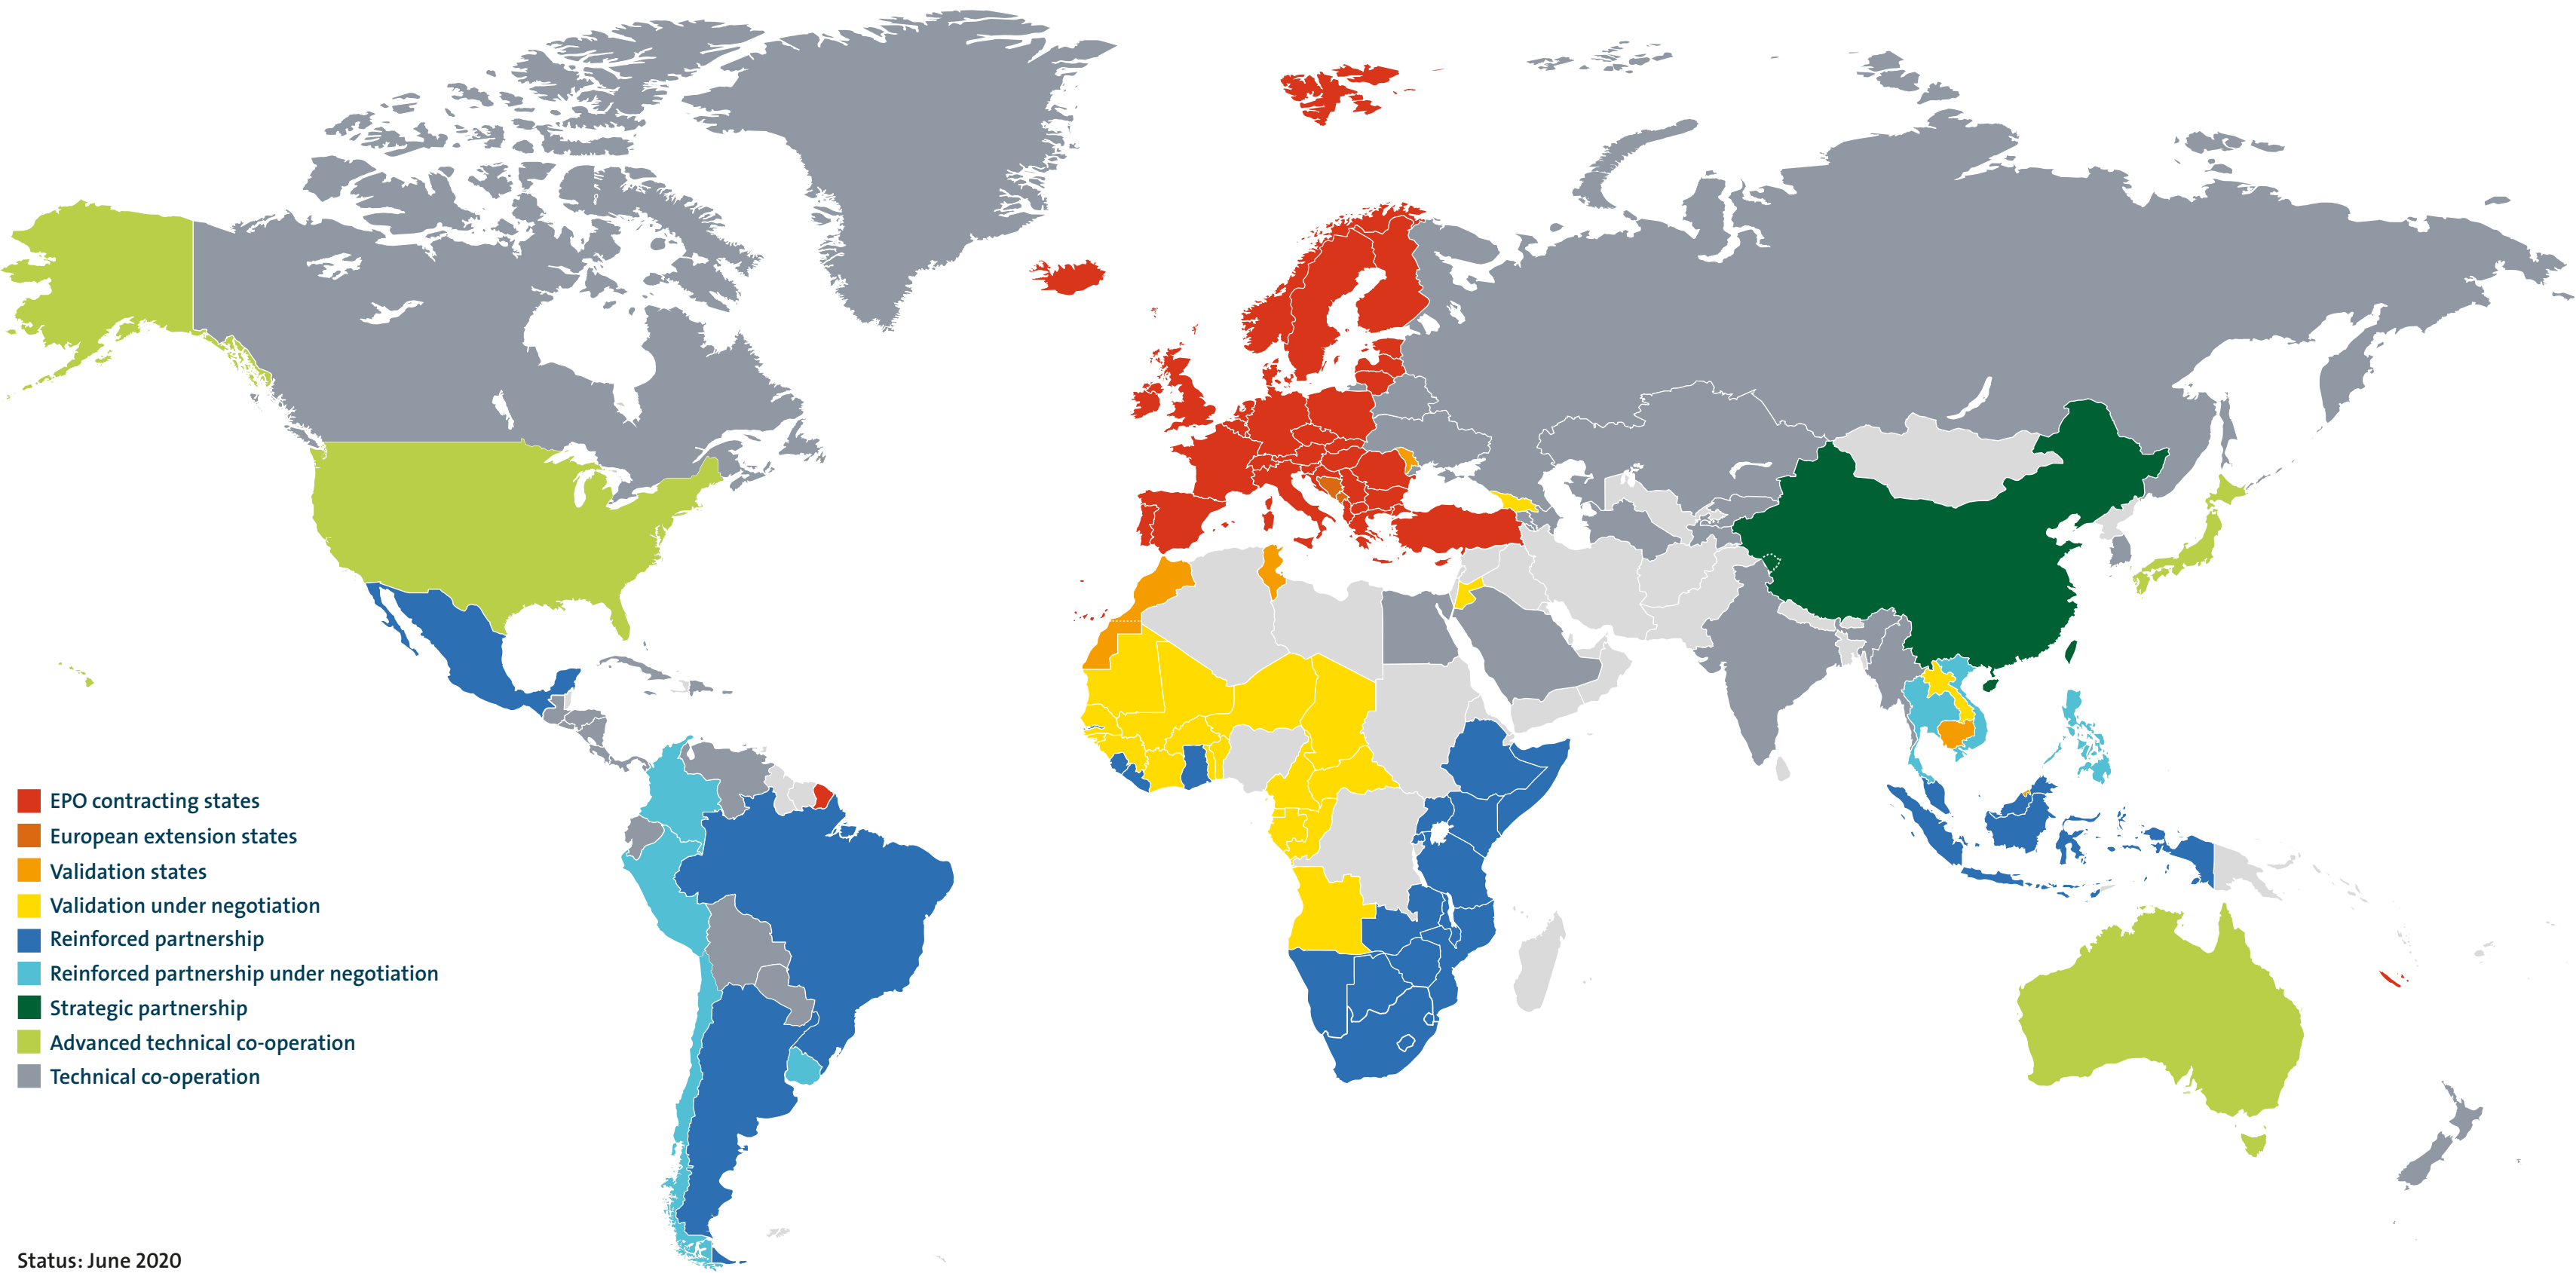 EPO contracting states
European extension states
Validation states
Validation under negotiation
Reinforced partnership
Reinforced partnership under negotiation
Strategic partnership
Advanced technical co-operation
Technical co-operation
Status: June 2020